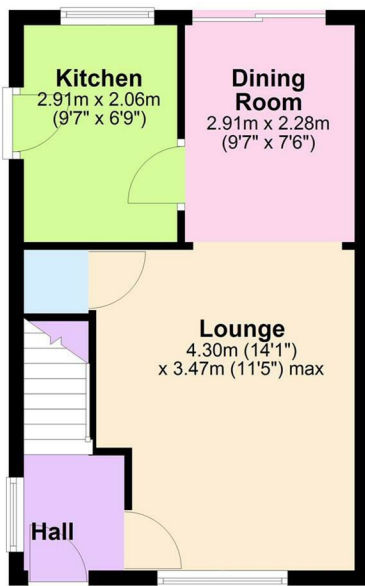 Kitchen
2.91m x 2.06m
(9'7" x 6'9")
Dining
Room
2.91m x 2.28m
(9'7" x 7'6")
Lounge
4.30m (14'1")
x 3.47m (11'5") max
Hall